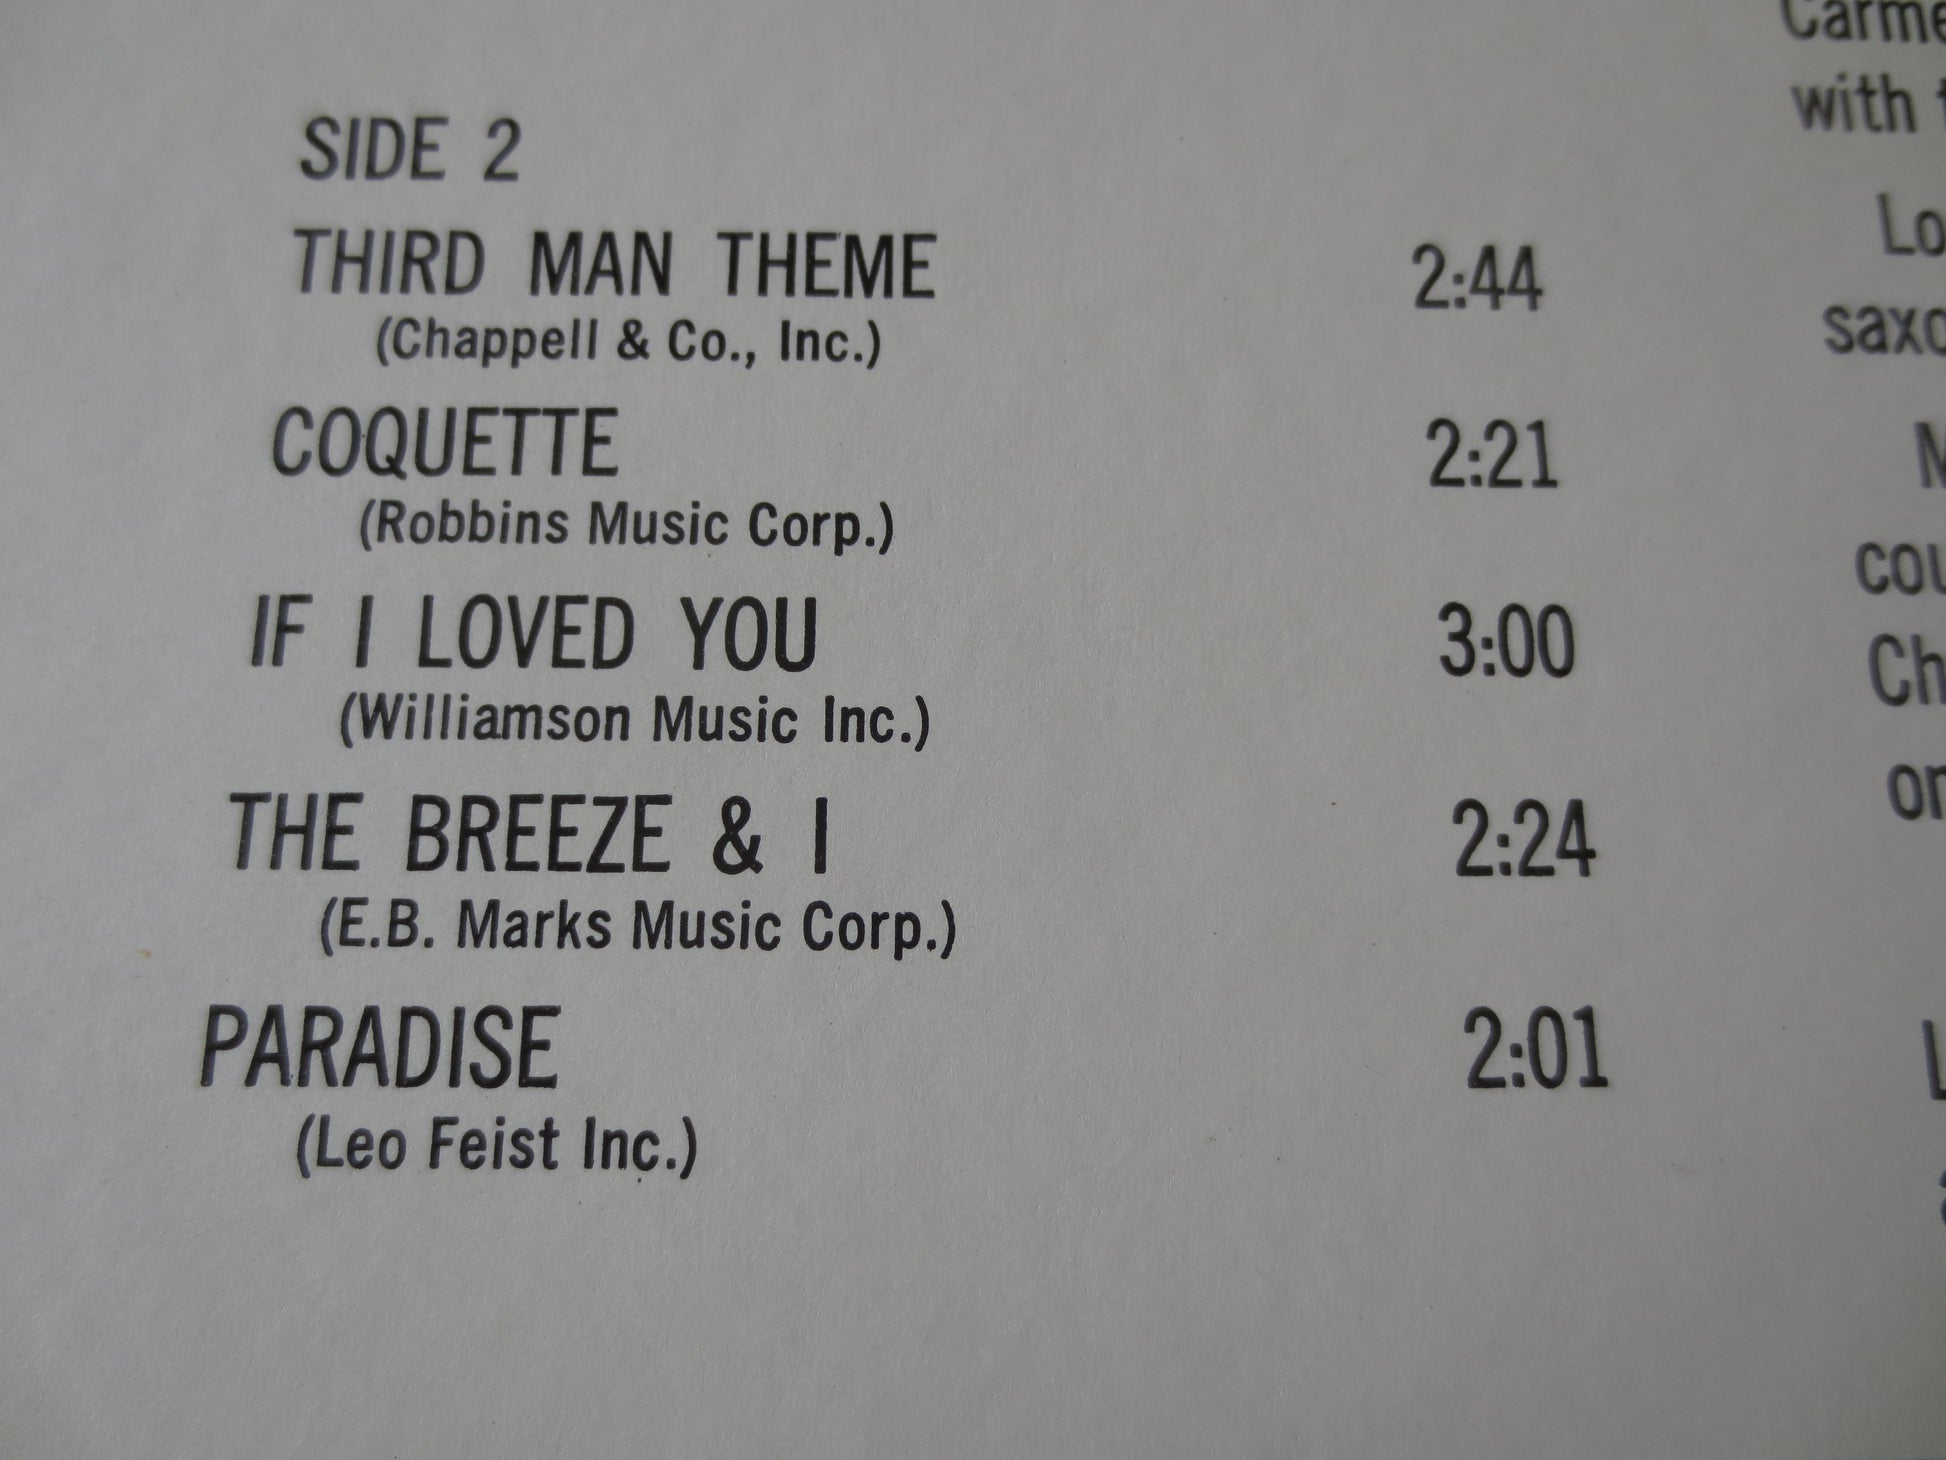 SIDE 2
THIRD MAN THEME 2:44
(Chappell & Co., Inc.)
COQUETTE 2:21
(Robbins Music Corp.)
IF I LOVED YOU 3:00
(Williamson Music Inc.)
THE BREEZE & I 2:24
(E.B. Marks Music Corp.)
PARADISE 2:01
(Leo Feist Inc.)
with